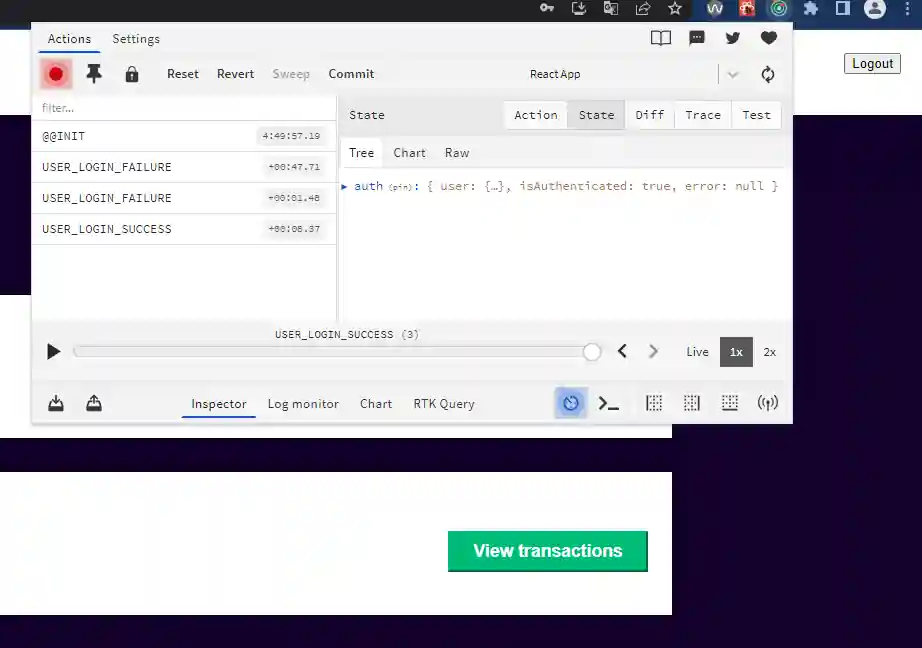 Actions Settings
Logout
Reset Revert Sweep Commit React App
filter...
State Action State Diff Trace Test
@@INIT 4:49:57.19
Tree Chart Raw
USER_LOGIN_FAILURE +00:47.71
auth (pin): { user: {…}, isAuthenticated: true, error: null }
USER_LOGIN_FAILURE +00:01.48
USER_LOGIN_SUCCESS +00:08.37
USER_LOGIN_SUCCESS (3)
Live 1x 2x
Inspector Log monitor Chart RTK Query
View transactions